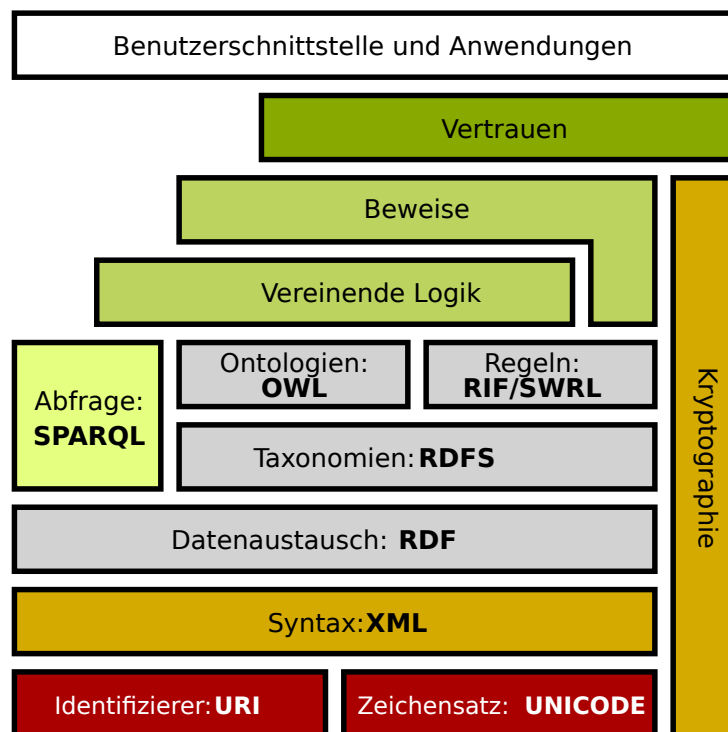 Benutzerschnittstelle und Anwendungen
Vertrauen
Beweise
Vereinende Logik
Abfrage:
SPARQL
Ontologien:
OWL
Regeln:
RIF/SWRL
Taxonomien: RDFS
Datenaustausch: RDF
Syntax: XML
Identifizierer: URI
Zeichensatz: UNICODE
Kryptographie